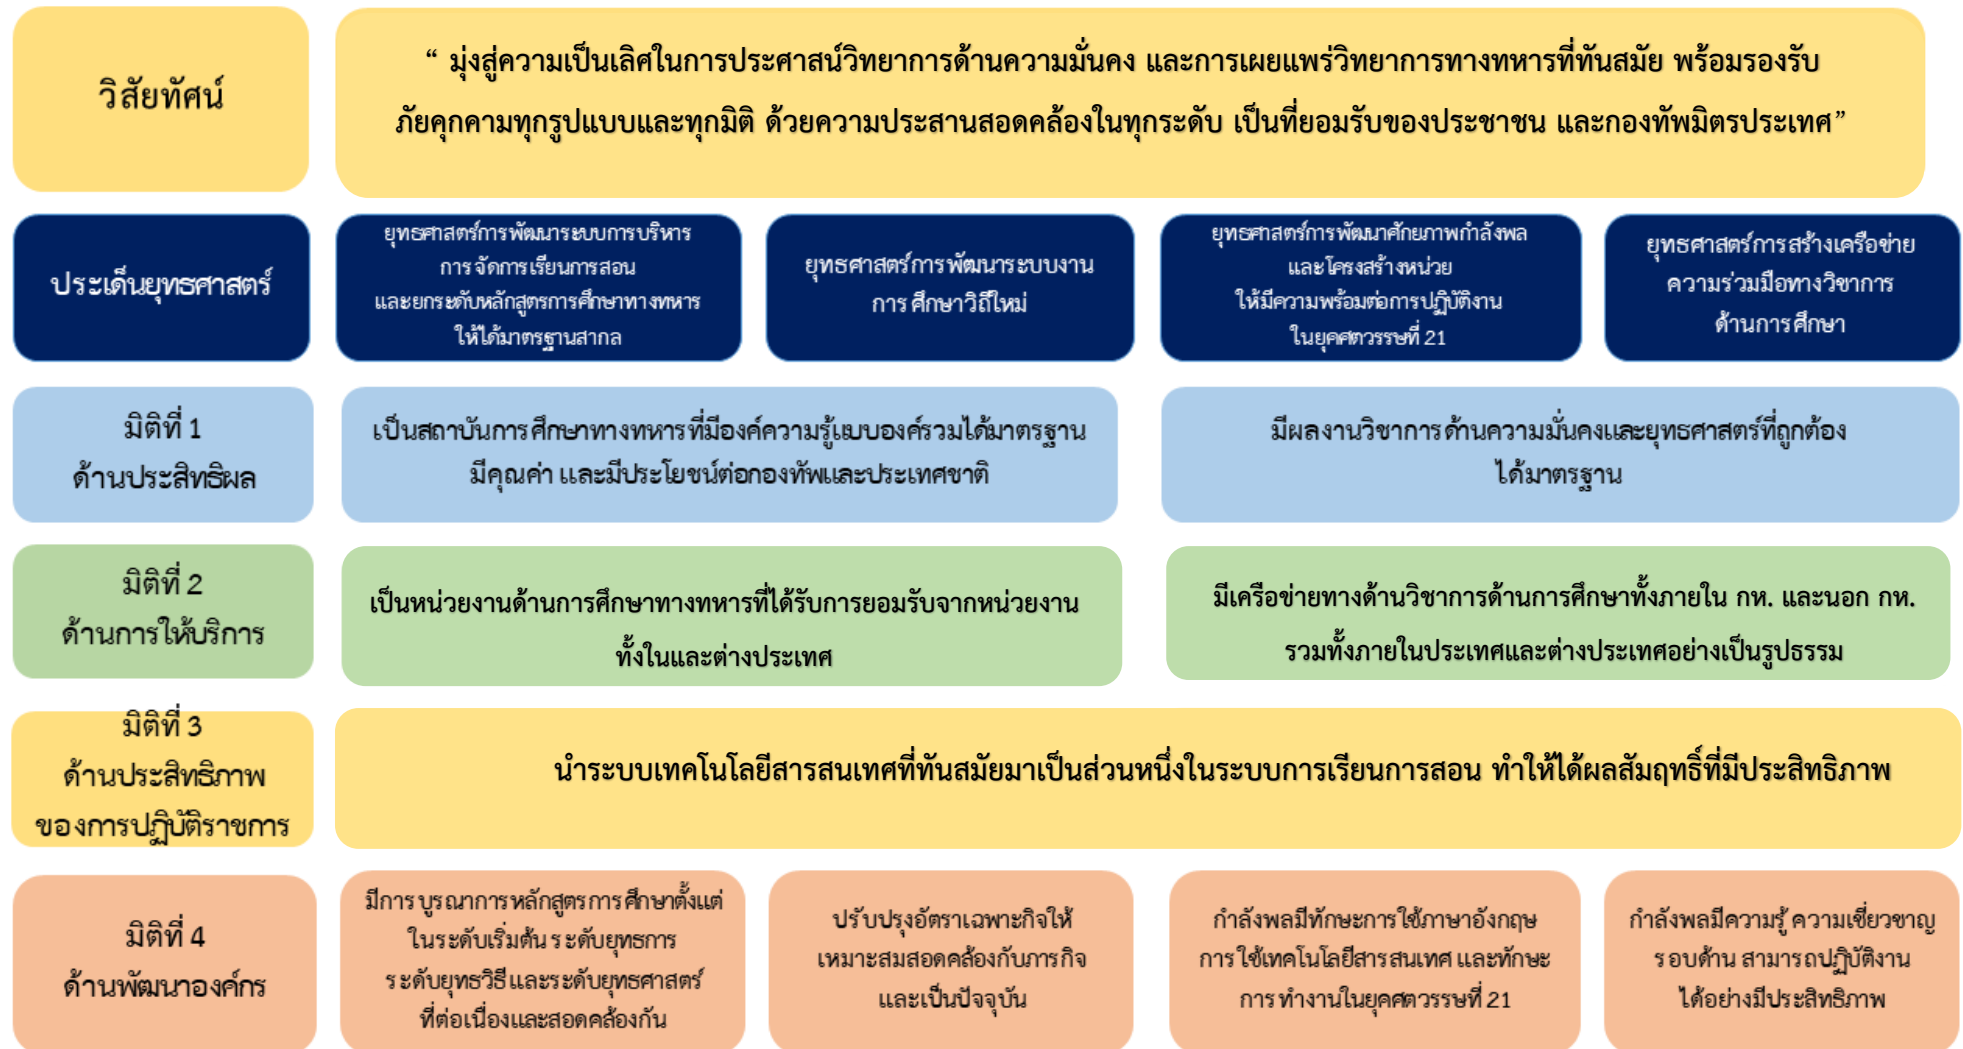 วิสัยทัศน์
“ มุ่งสู่ความเป็นเลิศในการประศาสน์วิทยาการด้านความมั่นคง และการเผยแพร่วิทยาการทางทหารที่ทันสมัย พร้อมรองรับ
ภัยคุกคามทุกรูปแบบและทุกมิติ ด้วยความประสานสอดคล้องในทุกระดับ เป็นที่ยอมรับของประชาชน และกองทัพมิตรประเทศ”
ประเด็นยุทธศาสตร์
ยุทธศาสตร์การพัฒนาระบบการบริหาร
การจัดการเรียนการสอน
และยกระดับหลักสูตรการศึกษาทางทหาร
ให้ได้มาตรฐานสากล
ยุทธศาสตร์การพัฒนาระบบงาน
การศึกษาวิถีใหม่
ยุทธศาสตร์การพัฒนาศักยภาพกำลังพล
และโครงสร้างหน่วย
ให้มีความพร้อมต่อการปฏิบัติงาน
ในยุคศตวรรษที่ 21
ยุทธศาสตร์การสร้างเครือข่าย
ความร่วมมือทางวิชาการ
ด้านการศึกษา
มิติที่ 1
ด้านประสิทธิผล
เป็นสถาบันการศึกษาทางทหารที่มีองค์ความรู้แบบองค์รวมได้มาตรฐาน
มีคุณค่า และมีประโยชน์ต่อกองทัพและประเทศชาติ
มีผลงานวิชาการด้านความมั่นคงและยุทธศาสตร์ที่ถูกต้อง
ได้มาตรฐาน
มิติที่ 2
ด้านการให้บริการ
เป็นหน่วยงานด้านการศึกษาทางทหารที่ได้รับการยอมรับจากหน่วยงาน
ทั้งในและต่างประเทศ
มีเครือข่ายทางด้านวิชาการด้านการศึกษาทั้งภายใน กห. และนอก กห.
รวมทั้งภายในประเทศและต่างประเทศอย่างเป็นรูปธรรม
มิติที่ 3
ด้านประสิทธิภาพ
ของการปฏิบัติราชการ
นำระบบเทคโนโลยีสารสนเทศที่ทันสมัยมาเป็นส่วนหนึ่งในระบบการเรียนการสอน ทำให้ได้ผลสัมฤทธิ์ที่มีประสิทธิภาพ
มิติที่ 4
ด้านพัฒนาองค์กร
มีการบูรณาการหลักสูตรการศึกษาตั้งแต่
ในระดับเริ่มต้น ระดับยุทธการ
ระดับยุทธวิธีและระดับยุทธศาสตร์
ที่ต่อเนื่องและสอดคล้องกัน
ปรับปรุงอัตราเฉพาะกิจให้
เหมาะสมสอดคล้องกับภารกิจ
และเป็นปัจจุบัน
กำลังพลมีทักษะการใช้ภาษาอังกฤษ
การใช้เทคโนโลยีสารสนเทศ และทักษะ
การทำงานในยุคศตวรรษที่ 21
กำลังพลมีความรู้ ความเชี่ยวขาญ
รอบด้าน สามารถปฏิบัติงาน
ได้อย่างมีประสิทธิภาพ